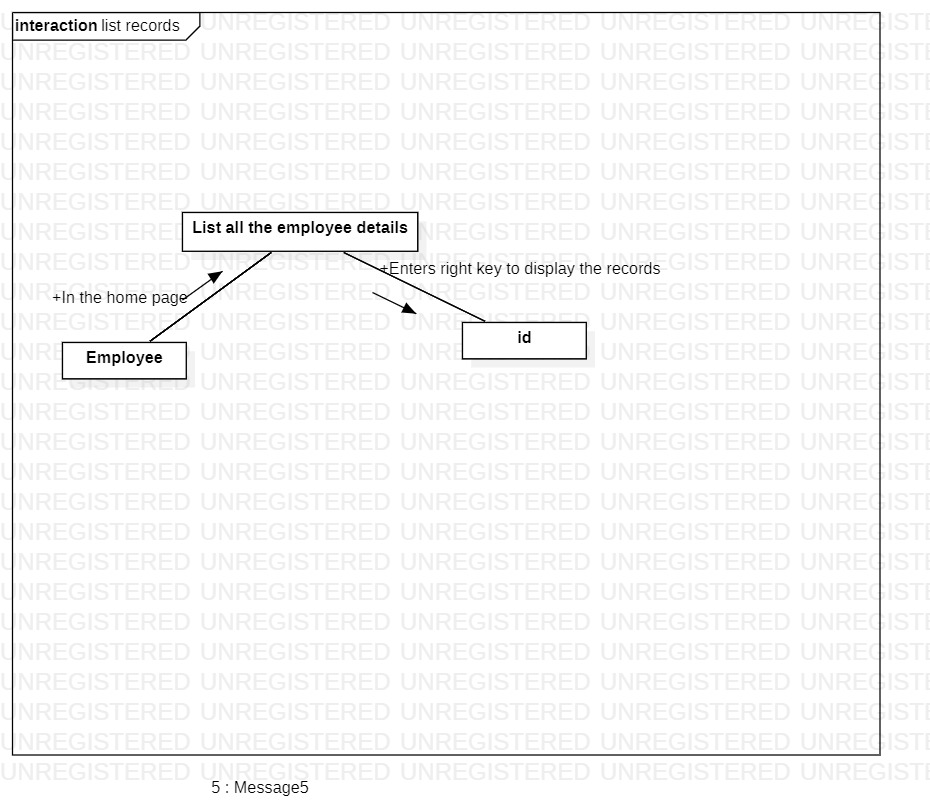 interaction list records
List all the employee details
+Enters right key to display the records
+In the home page
id
Employee
5 : Message5
UNREGISTERED